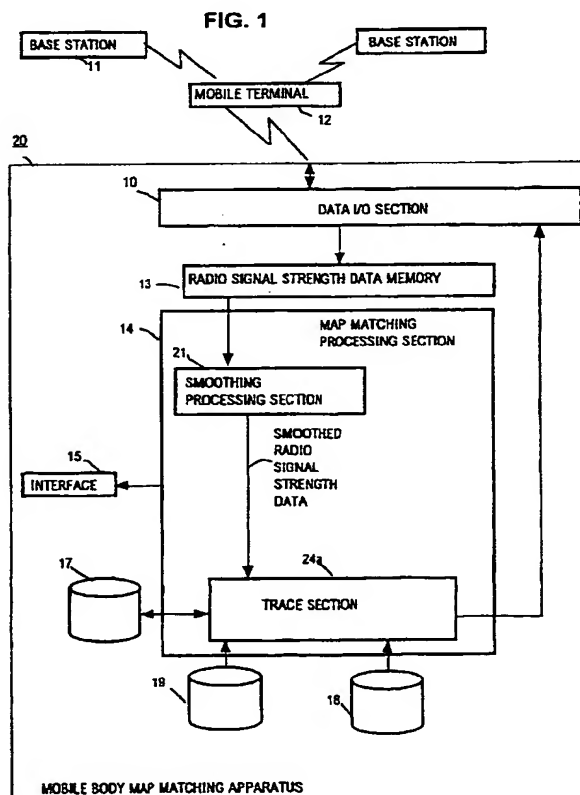 FIG. 1
BASE STATION
BASE STATION
11
MOBILE TERMINAL
12
20
10
DATA I/O SECTION
13
RADIO SIGNAL STRENGTH DATA MEMORY
14
MAP MATCHING
PROCESSING SECTION
21
SMOOTHING
PROCESSING SECTION
SMOOTHED
RADIO
SIGNAL
STRENGTH
DATA
15
INTERFACE
17
24a
TRACE SECTION
19
18
MOBILE BODY MAP MATCHING APPARATUS